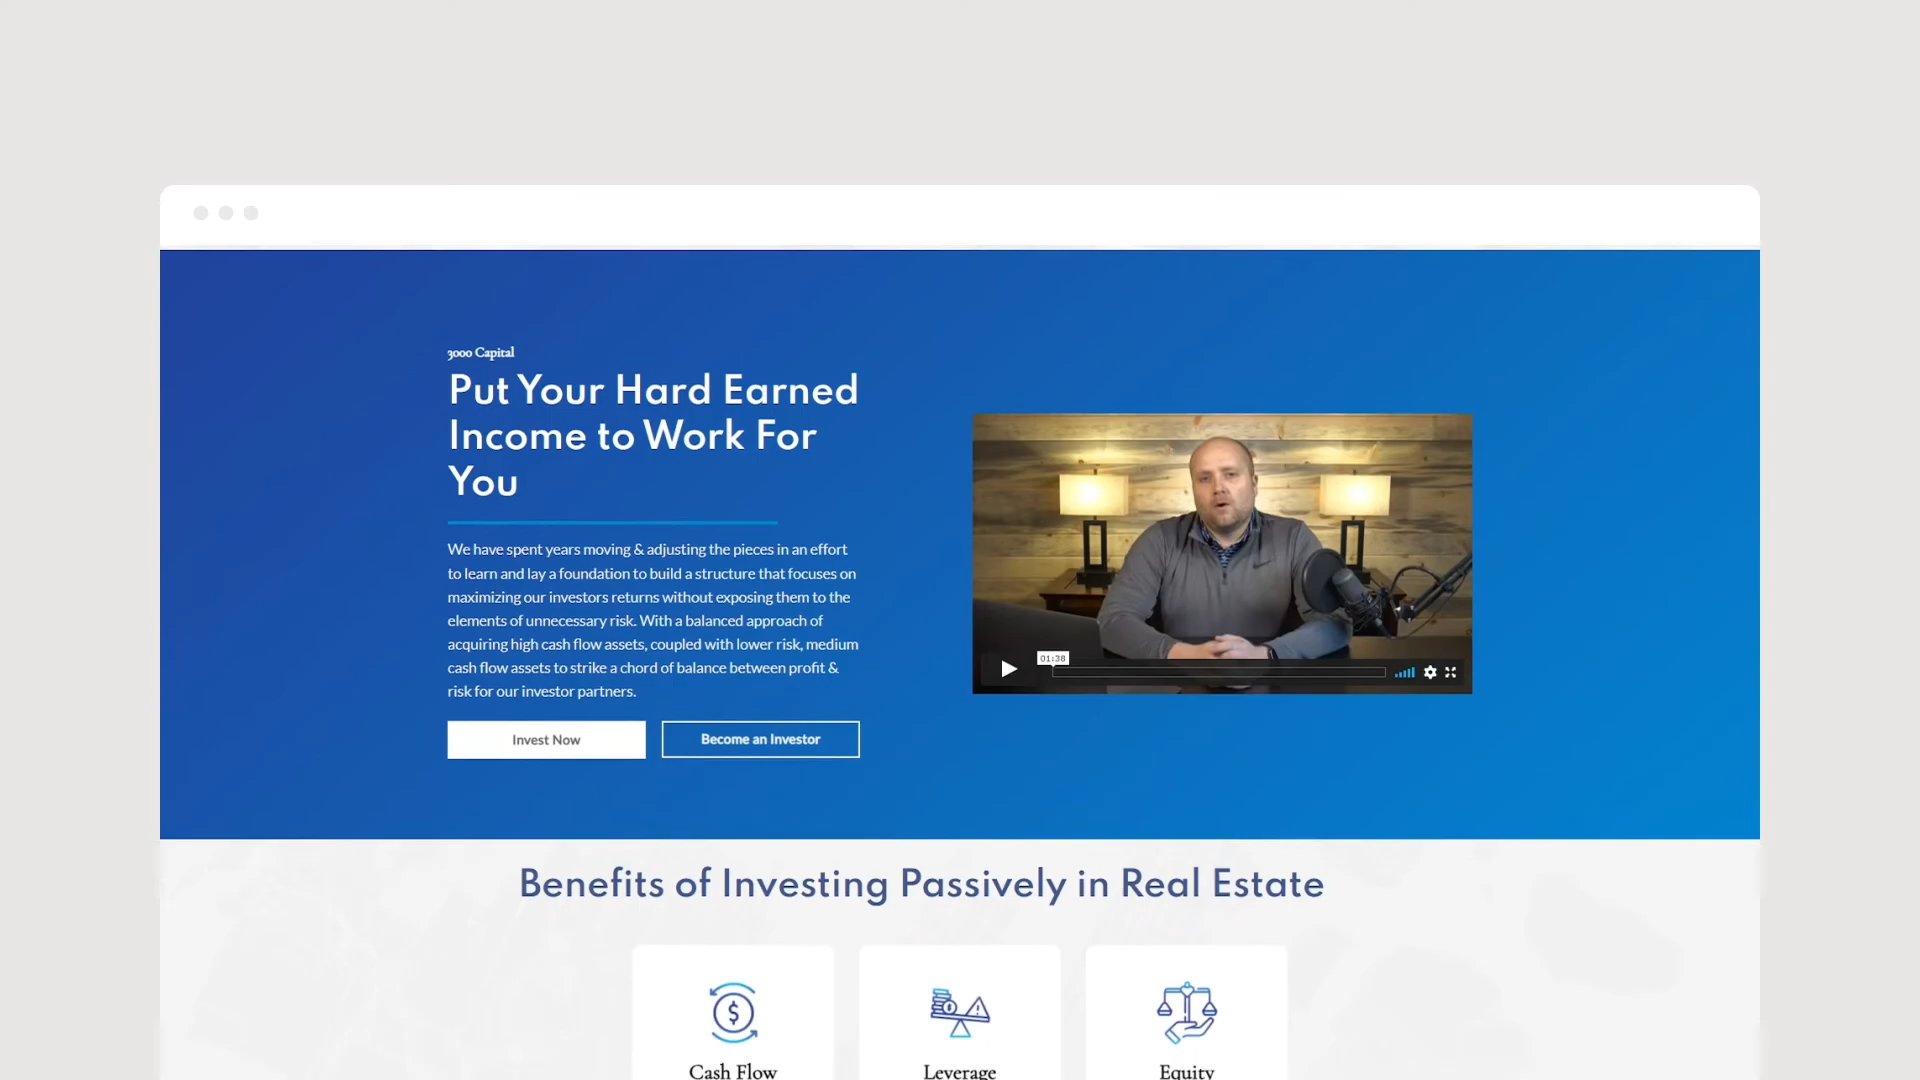 3000 Capital
Put Your Hard Earned
Income to Work For
You
We have spent years moving & adjusting the pieces in an effort
to learn and lay a foundation to build a structure that focuses on
maximizing our investors returns without exposing them to the
elements of unnecessary risk. With a balanced approach of
acquiring high cash flow assets, coupled with lower risk, medium
cash flow assets to strike a chord of balance between profit &
risk for our investor partners.
Invest Now
Become an Investor
01:38
Benefits of Investing Passively in Real Estate
Cash Flow
Leverage
Equity